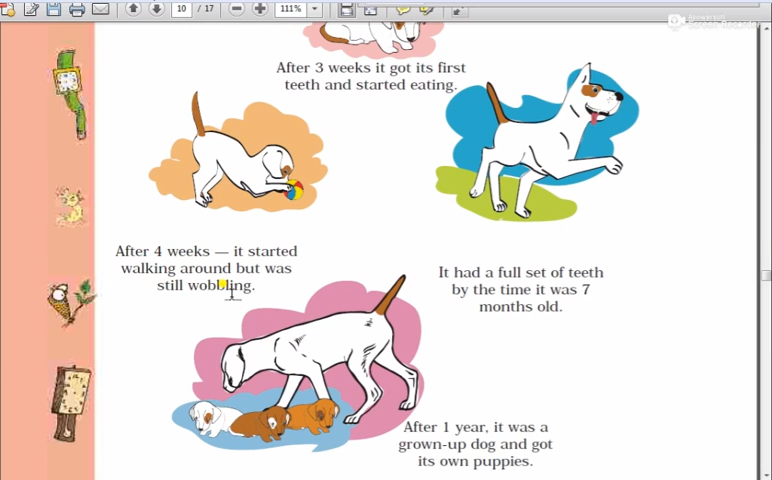 10 / 17
111%
After 3 weeks it got its first
teeth and started eating.
After 4 weeks — it started
walking around but was
still wobbling.
It had a full set of teeth
by the time it was 7
months old.
After 1 year, it was a
grown-up dog and got
its own puppies.